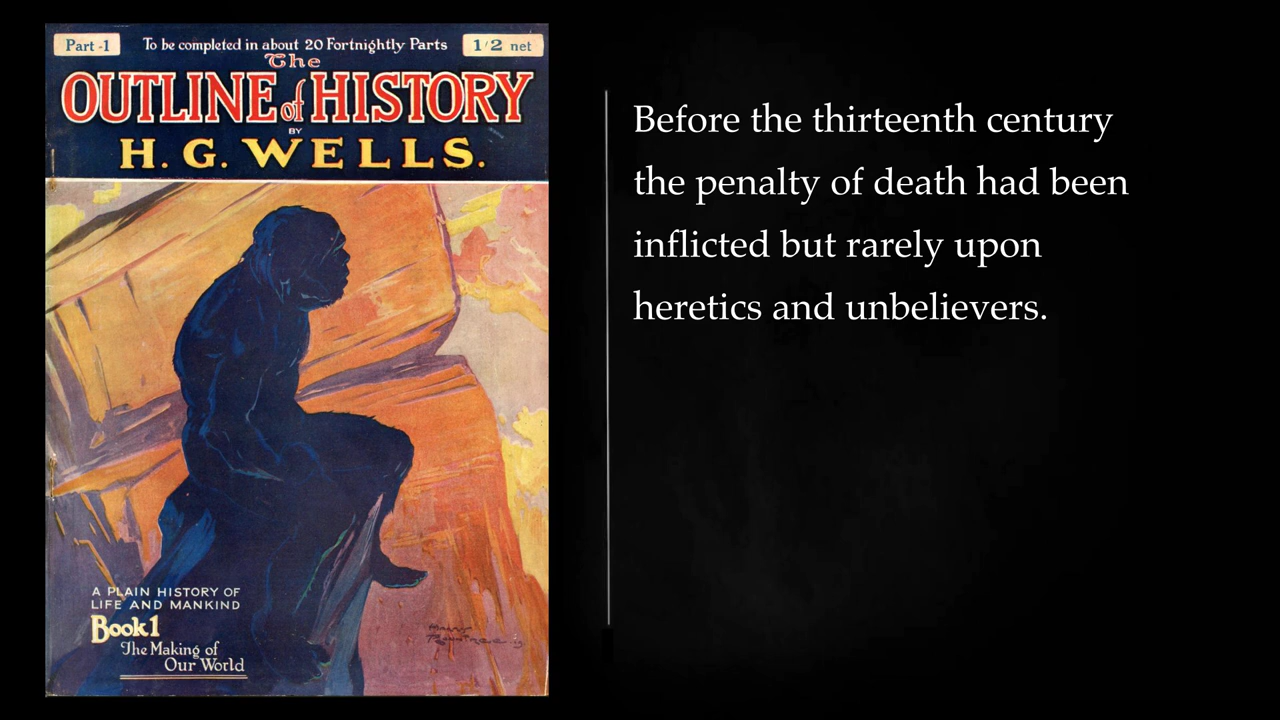 Part -1
To be completed in about 20 Fortnightly Parts
1/2 net
The
OUTLINE of HISTORY
BY
H. G. WELLS.
A PLAIN HISTORY OF
LIFE AND MANKIND
Book 1
The Making of
Our World
Before the thirteenth century
the penalty of death had been
inflicted but rarely upon
heretics and unbelievers.